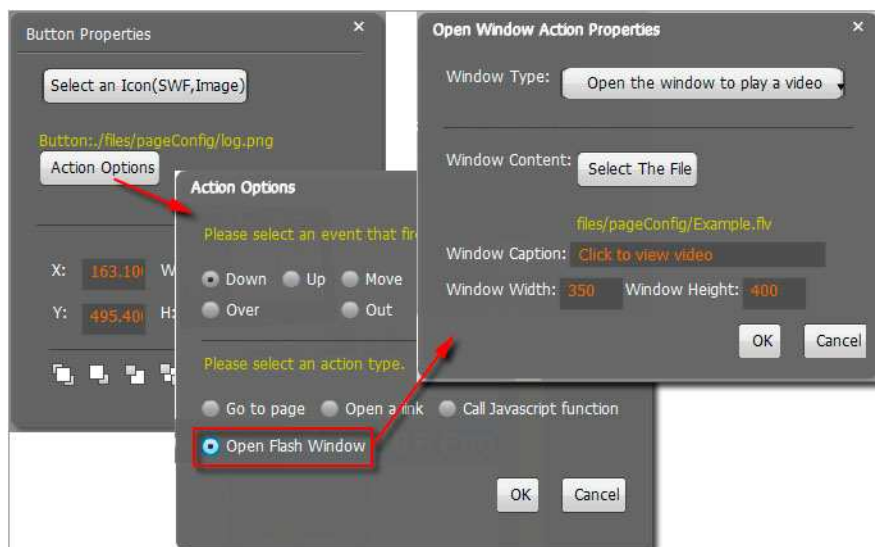 Button Properties
Select an Icon(SWF,Image)
Button:./files/pageConfig/log.png
Action Options
X: 163.10 W
Y: 495.40 H:
Action Options
Please select an event that fir
Down Up Move
Over Out
Please select an action type.
Go to page Open a link Call Javascript function
Open Flash Window
OK Cancel
Open Window Action Properties
Window Type: Open the window to play a video
Window Content: Select The File
files/pageConfig/Example.flv
Window Caption: Click to view video
Window Width: 350 Window Height: 400
OK Cancel